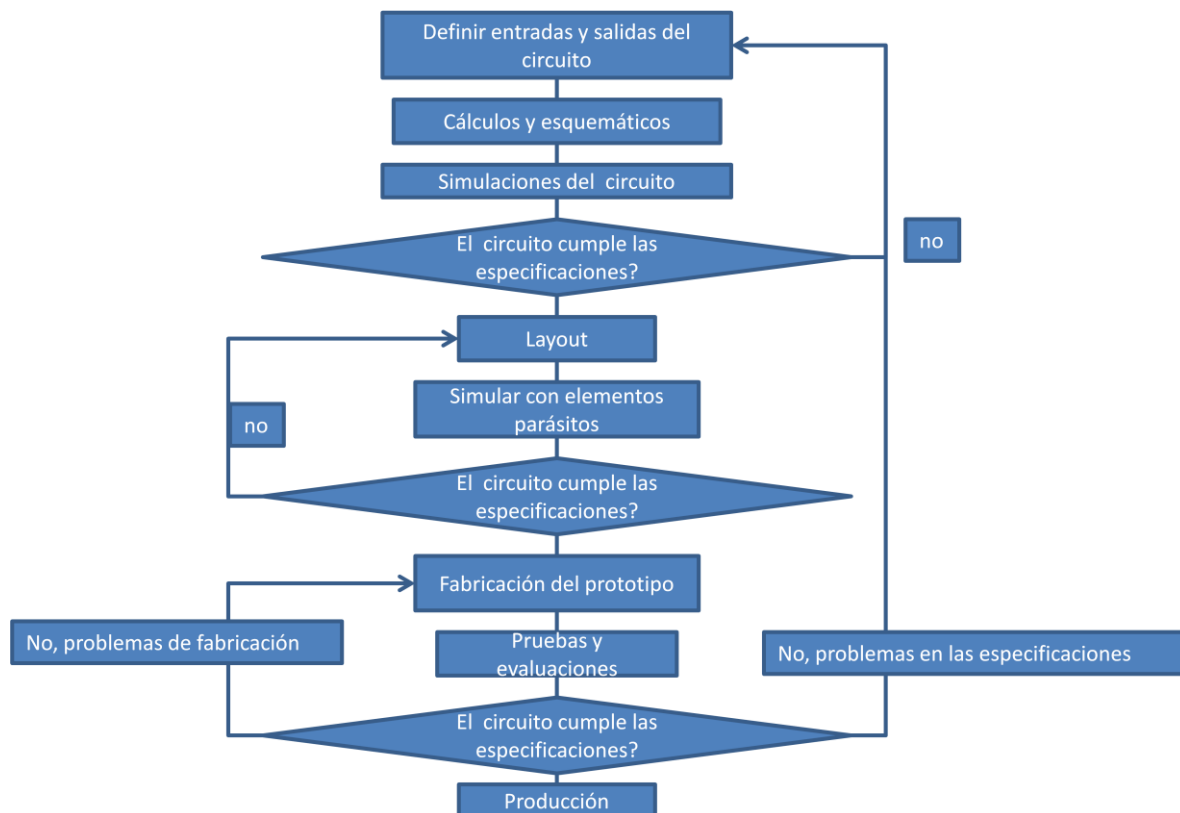 Definir entradas y salidas del
circuito
Cálculos y esquemáticos
Simulaciones del circuito
El circuito cumple las
especificaciones?
no
Layout
Simular con elementos
parásitos
no
El circuito cumple las
especificaciones?
Fabricación del prototipo
No, problemas de fabricación
Pruebas y
evaluaciones
No, problemas en las especificaciones
El circuito cumple las
especificaciones?
Producción